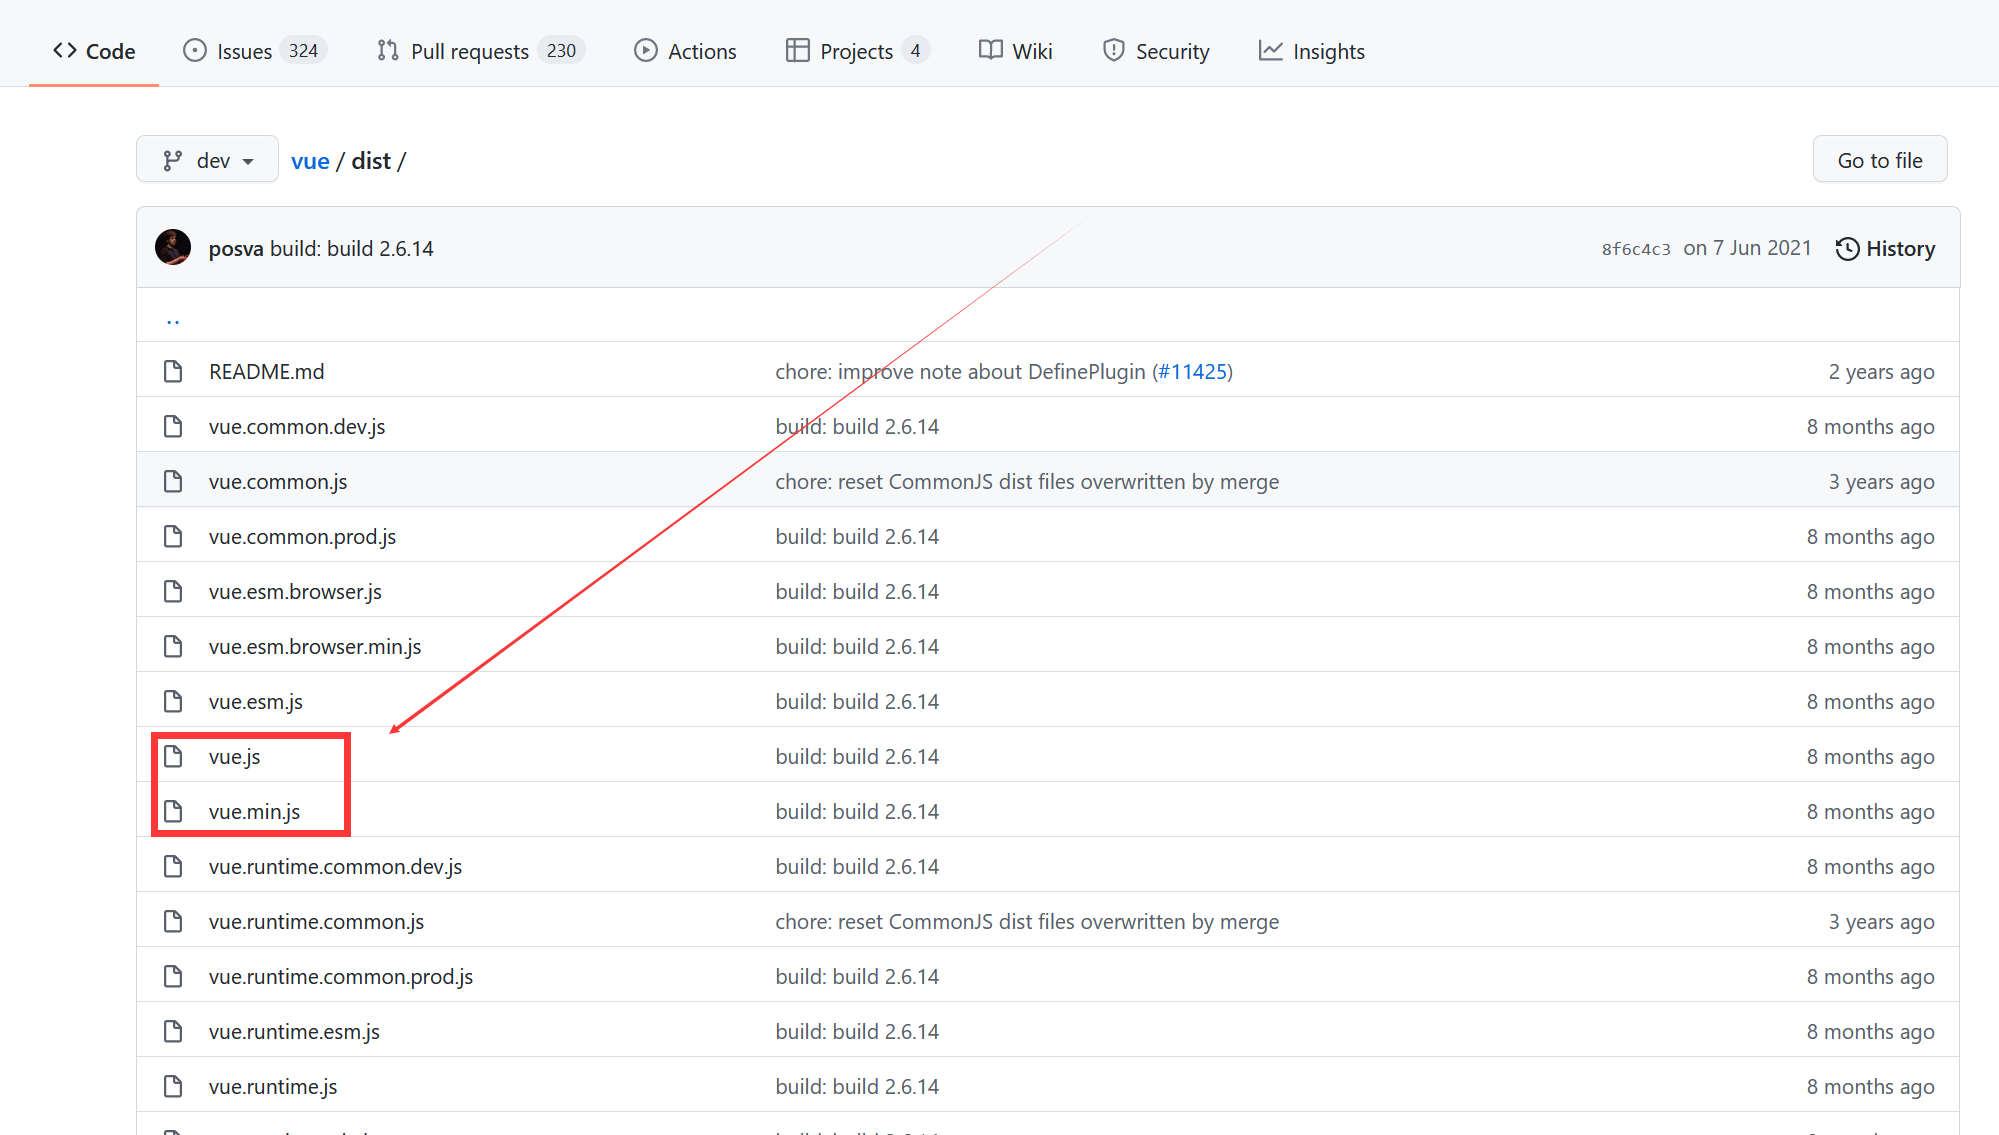 Code Issues 324 Pull requests 230 Actions Projects 4 Wiki Security Insights
dev vue / dist / Go to file
posva build: build 2.6.14 8f6c4c3 on 7 Jun 2021 History
..
README.md chore: improve note about DefinePlugin (#11425) 2 years ago
vue.common.dev.js build: build 2.6.14 8 months ago
vue.common.js chore: reset CommonJS dist files overwritten by merge 3 years ago
vue.common.prod.js build: build 2.6.14 8 months ago
vue.esm.browser.js build: build 2.6.14 8 months ago
vue.esm.browser.min.js build: build 2.6.14 8 months ago
vue.esm.js build: build 2.6.14 8 months ago
vue.js build: build 2.6.14 8 months ago
vue.min.js build: build 2.6.14 8 months ago
vue.runtime.common.dev.js build: build 2.6.14 8 months ago
vue.runtime.common.js chore: reset CommonJS dist files overwritten by merge 3 years ago
vue.runtime.common.prod.js build: build 2.6.14 8 months ago
vue.runtime.esm.js build: build 2.6.14 8 months ago
vue.runtime.js build: build 2.6.14 8 months ago